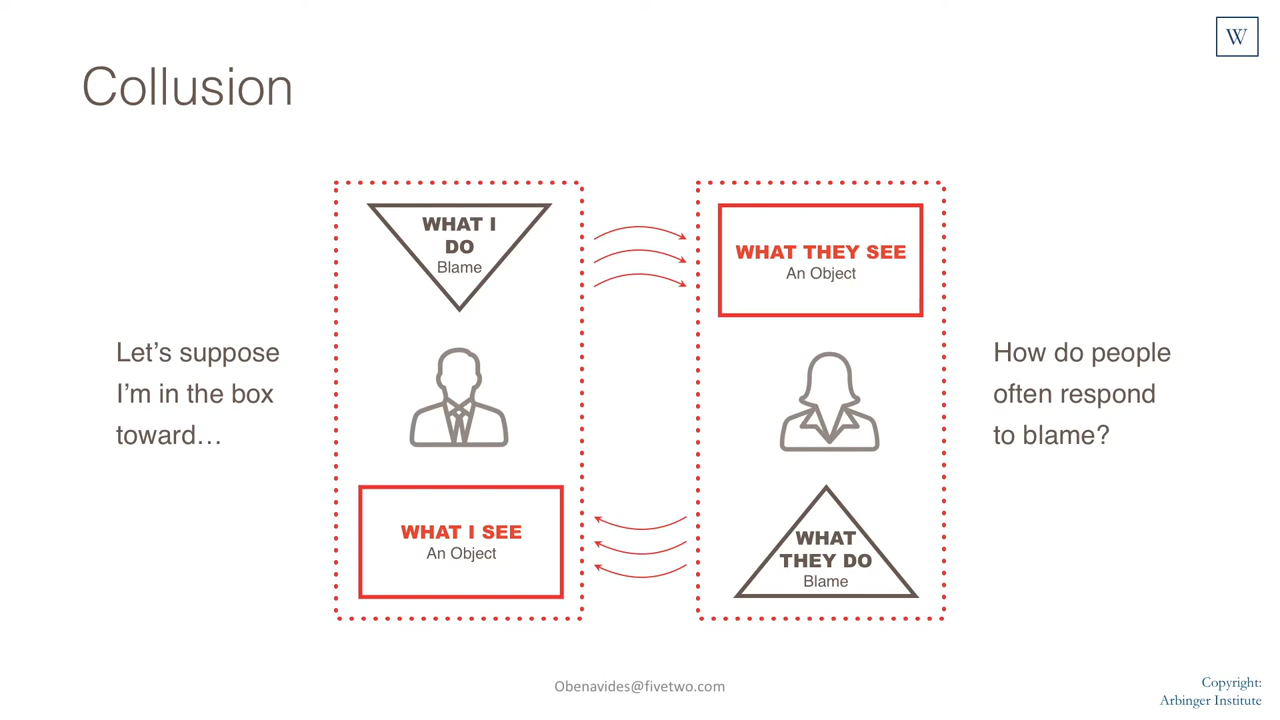 W
Collusion
WHAT I
DO
Blame
WHAT THEY SEE
An Object
Let’s suppose
I’m in the box
toward…
How do people
often respond
to blame?
WHAT I SEE
An Object
WHAT
THEY DO
Blame
Obenavides@fivetwo.com
Copyright:
Arbinger Institute